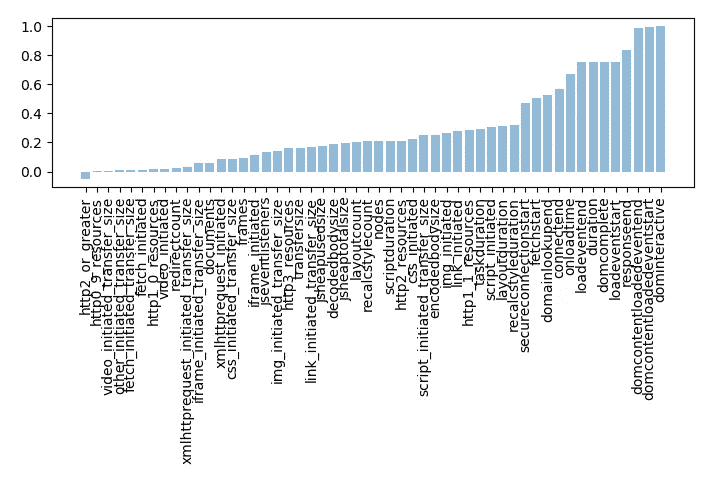 1.0
0.8
0.6
0.4
0.2
0.0
http2_or_greater
http0_9_resources
video_initiated_transfer_size
other_initiated_transfer_size
fetch_initiated_transfer_size
fetch_initiated
http1_0_resources
video_initiated
redirectcount
xmlhttprequest_initiated_transfer_size
iframe_initiated_transfer_size
documents
xmlhttprequest_initiated
css_initiated_transfer_size
frames
iframe_initiated
jseventlisteners
img_initiated_transfer_size
http3_resources
transfersize
link_initiated_transfer_size
jsheapusedsize
decodedbodysize
jsheaptotalsize
layoutcount
recalcstylecount
nodes
scriptduration
http2_resources
css_initiated
script_initiated_transfer_size
encodedbodysize
img_initiated
link_initiated
http1_1_resources
taskduration
script_initiated
layoutduration
recalcstyleduration
secureconnectionstart
fetchstart
domainlookupend
connectend
onloadtime
loadeventend
duration
domcomplete
loadeventstart
responseend
domcontentloadedeventend
domcontentloadedeventstart
dominteractive